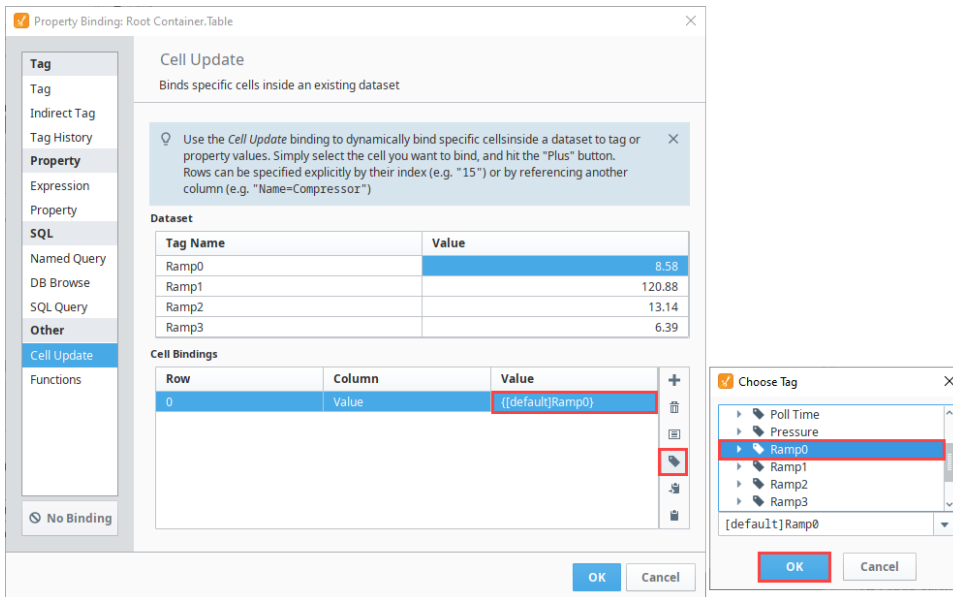 Property Binding: Root Container.Table
Tag
Tag
Indirect Tag
Tag History
Property
Expression
Property
SQL
Named Query
DB Browse
SQL Query
Other
Cell Update
Functions
No Binding
Cell Update
Binds specific cells inside an existing dataset
Use the Cell Update binding to dynamically bind specific cellsinside a dataset to tag or
property values. Simply select the cell you want to bind, and hit the "Plus" button.
Rows can be specified explicitly by their index (e.g. "15") or by referencing another
column (e.g. "Name=Compressor")
Dataset
Tag Name Value
Ramp0 8.58
Ramp1 120.88
Ramp2 13.14
Ramp3 6.39
Cell Bindings
Row Column Value
0 Value {[default]Ramp0}
OK Cancel
Choose Tag
Poll Time
Pressure
Ramp0
Ramp1
Ramp2
Ramp3
[default]Ramp0
OK Cancel